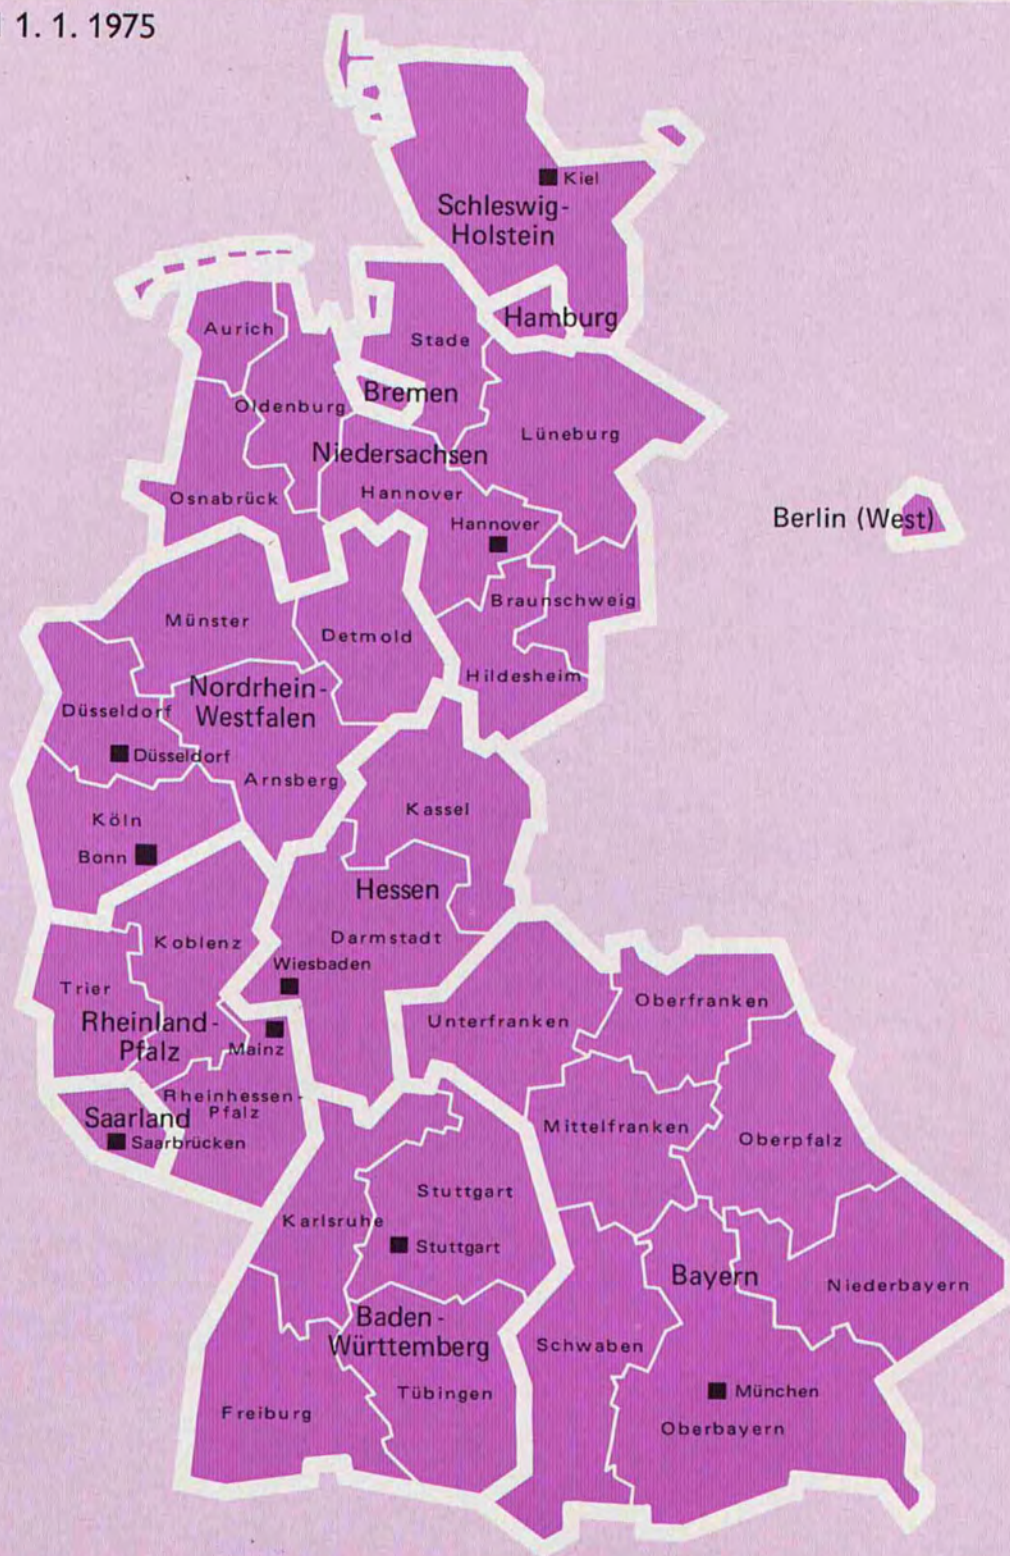 1. 1. 1975
Kiel
Schleswig-
Holstein
Hamburg
Aurich
Stade
Bremen
Oldenburg
Lüneburg
Niedersachsen
Osnabrück
Hannover
Hannover
Berlin (West)
Braunschweig
Münster
Detmold
Hildesheim
Nordrhein-
Westfalen
Düsseldorf
Düsseldorf
Arnsberg
Kassel
Köln
Bonn
Hessen
Koblenz
Darmstadt
Wiesbaden
Trier
Oberfranken
Unterfranken
Rheinland-
Pfalz
Mainz
Rheinhessen-
Pfalz
Saarland
Saarbrücken
Mittelfranken
Oberpfalz
Stuttgart
Karlsruhe
Stuttgart
Bayern
Niederbayern
Baden-
Württemberg
Schwaben
Tübingen
München
Freiburg
Oberbayern